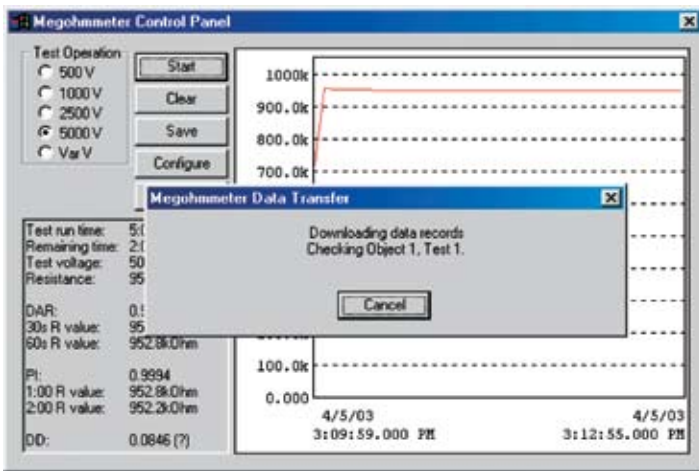 Megohmmeter Control Panel
Test Operation
500 V
1000 V
2500 V
5000 V
Var V
Start
Clear
Save
Configure
1000k
900.0k
800.0k
700.0k
Megohmmeter Data Transfer
Downloading data records
Checking Object 1, Test 1.
Cancel
Test run time:
Remaining time:
Test voltage:
Resistance:
DAR:
30s R value:
60s R value: 952.8kOhm
PI: 0.9994
1:00 R value: 952.8kOhm
2:00 R value: 952.2kOhm
DD: 0.0846 (?)
100.0k
0.000
4/5/03 4/5/03
3:09:59.000 PM 3:12:55.000 PM